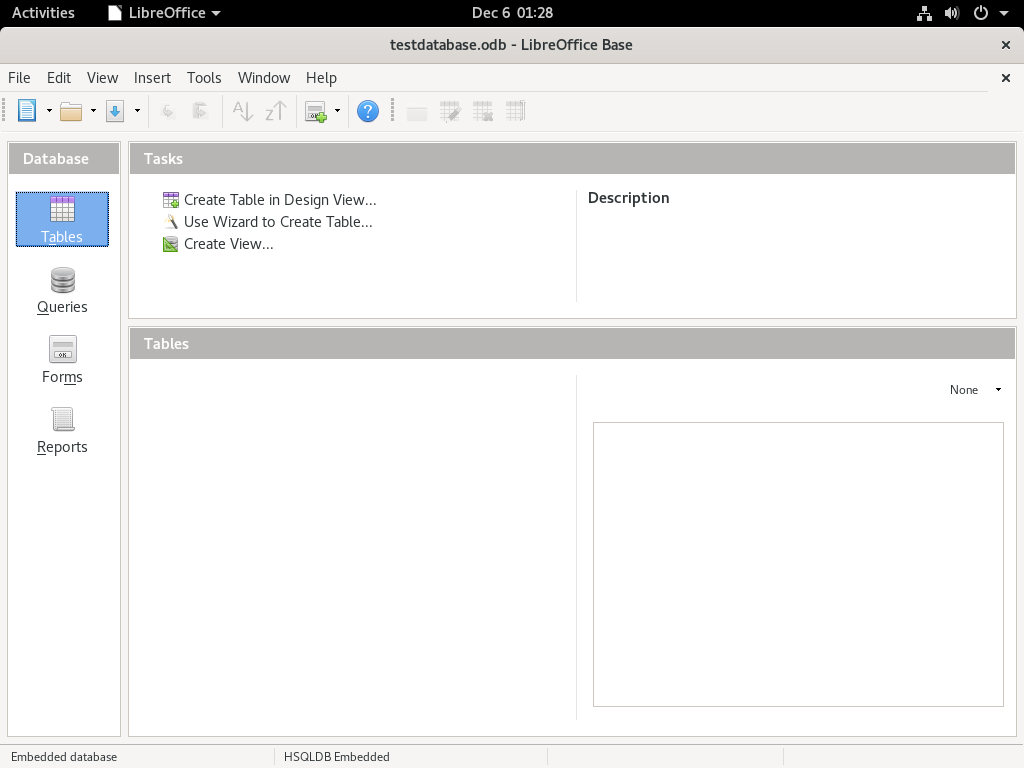 Activities LibreOffice Dec 6 01:28
testdatabase.odb - LibreOffice Base
File Edit View Insert Tools Window Help
Database
Tables
Queries
Forms
Reports
Tasks
Create Table in Design View...
Use Wizard to Create Table...
Create View...
Description
Tables
None
Embedded database HSQLDB Embedded